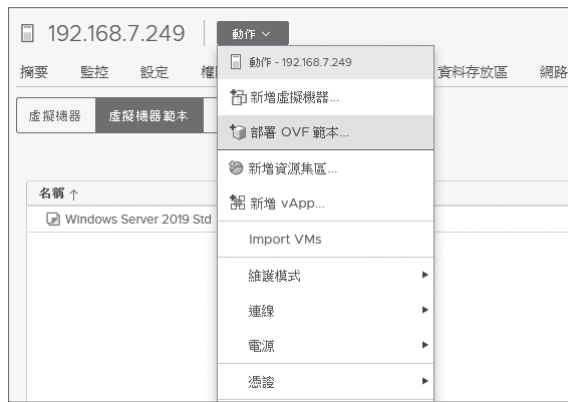 192.168.7.249 動作
動作 - 192.168.7.249
摘要 監控 設定 資料存放區 網路
新增虛擬機器...
虛擬機器 虛擬機器範本
部署 OVF 範本...
新增資源集區...
名稱 ↑
新增 vApp...
Windows Server 2019 Std
Import VMs
維護模式
連線
電源
憑證